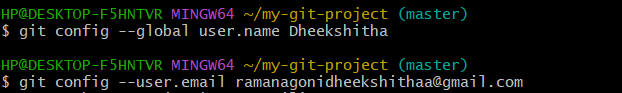 HP@DESKTOP-F5HNTVR MINGW64 ~/my-git-project (master)
$ git config --global user.name Dheekshitha
HP@DESKTOP-F5HNTVR MINGW64 ~/my-git-project (master)
$ git config --user.email ramanagonidheekshithaa@gmail.com